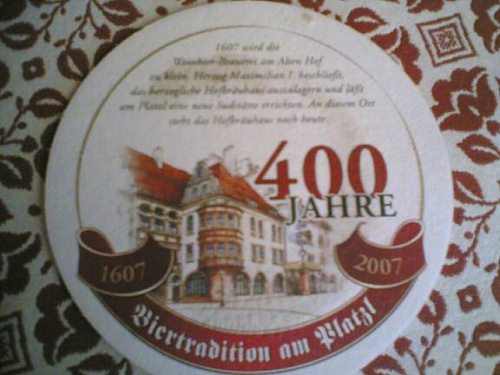 1607 wird die
Weissbier-Brauerei am Alten Hof
zu klein. Herzog Maximilian I. beschließt,
das herzogliche Hofbräuhaus auszulagern und läßt
am Platzl eine neue Sudstätte errichten. An diesem Ort
steht das Hofbräuhaus noch heute.
400
JAHRE
1607
2007
Biertradition am Platzl